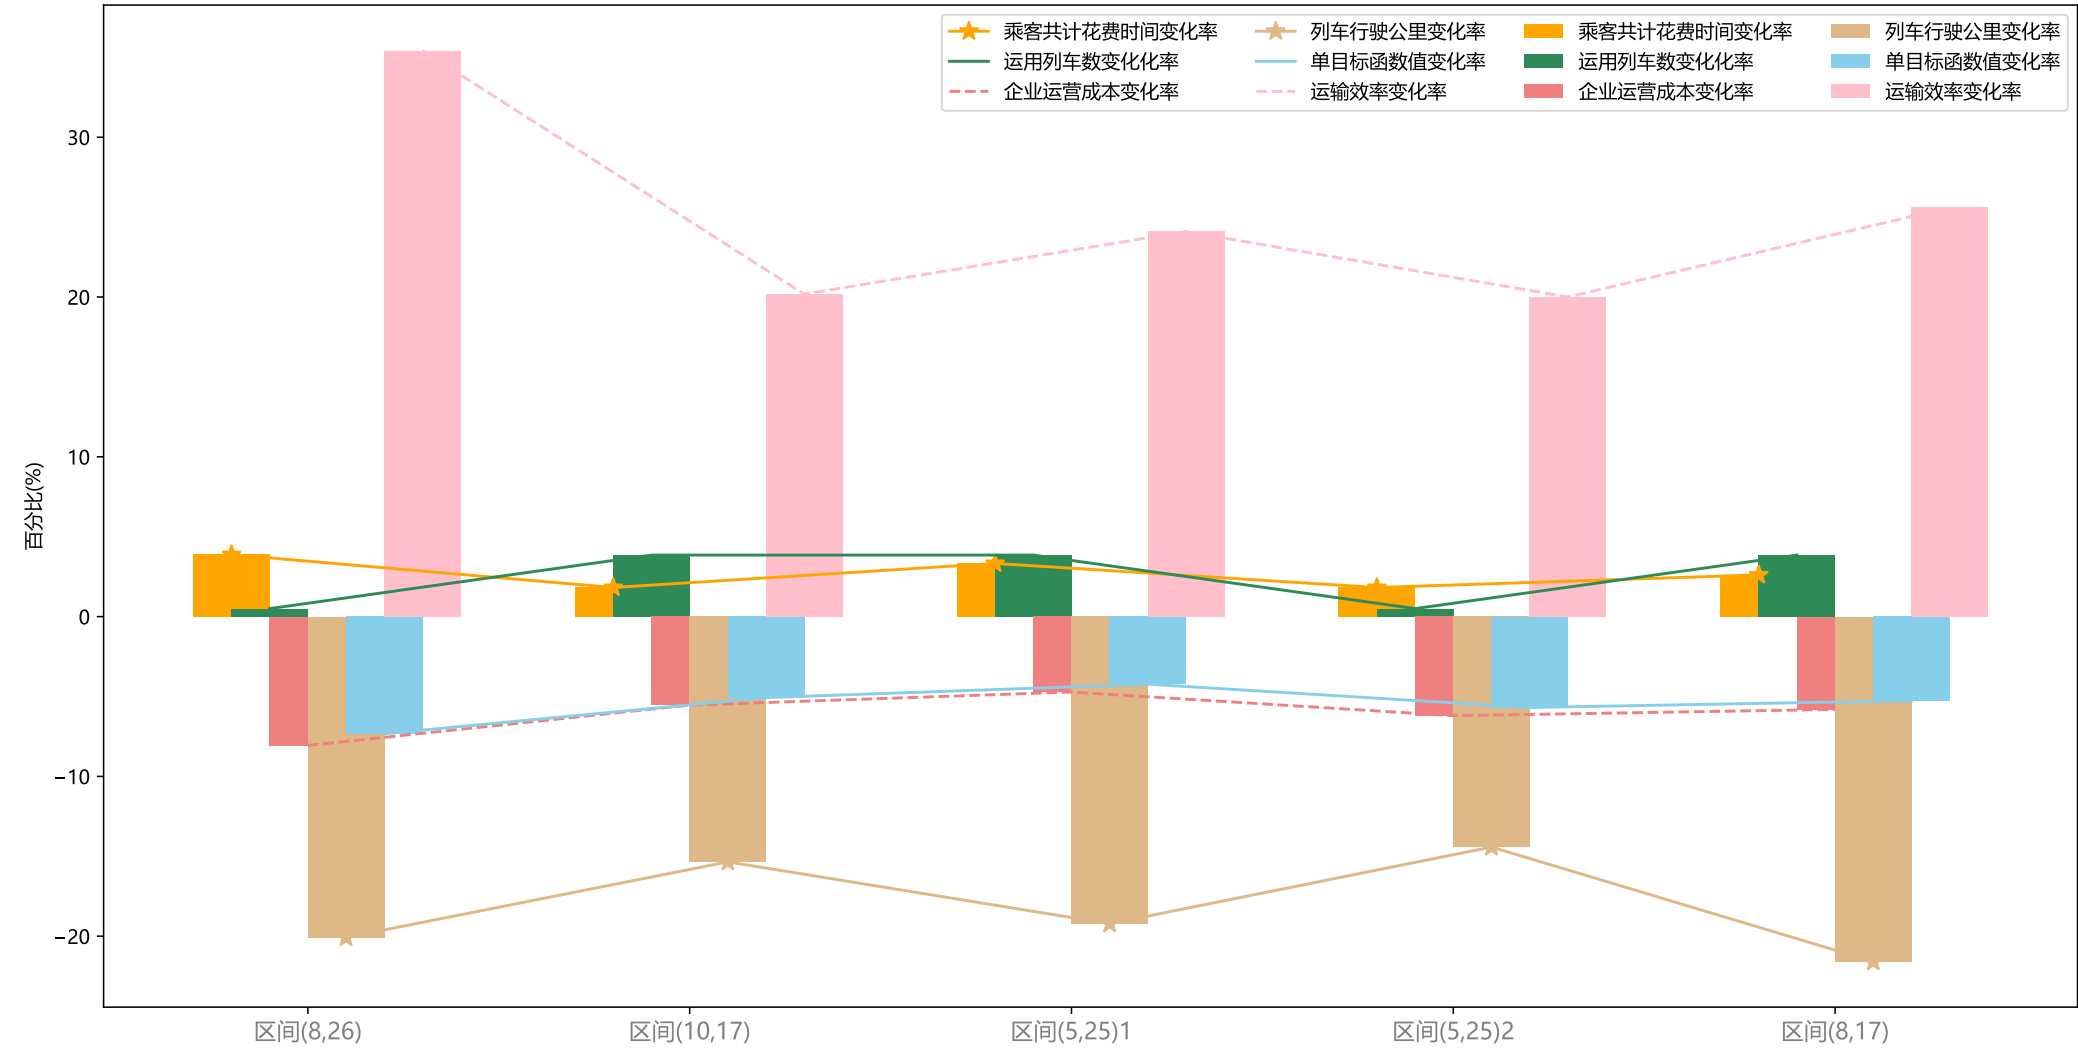 乘客共计花费时间变化率 列车行驶公里变化率 乘客共计花费时间变化率 列车行驶公里变化率
运用列车数变化化率 单目标函数值变化率 运用列车数变化化率 单目标函数值变化率
企业运营成本变化率 运输效率变化率 企业运营成本变化率 运输效率变化率
30
20
10
0
−10
−20
百分比(%)
区间(8,26) 区间(10,17) 区间(5,25)1 区间(5,25)2 区间(8,17)